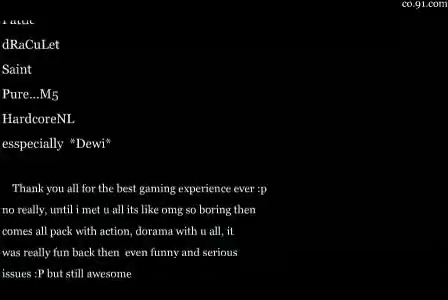 co.91.com
dRaCuLet
Saint
Pure...M5
HardcoreNL
esspecially *Dewi*
Thank you all for the best gaming experience ever :p
no really, until i met u all its like omg so boring then
comes all pack with action, dorama with u all, it
was really fun back then even funny and serious
issues :P but still awesome